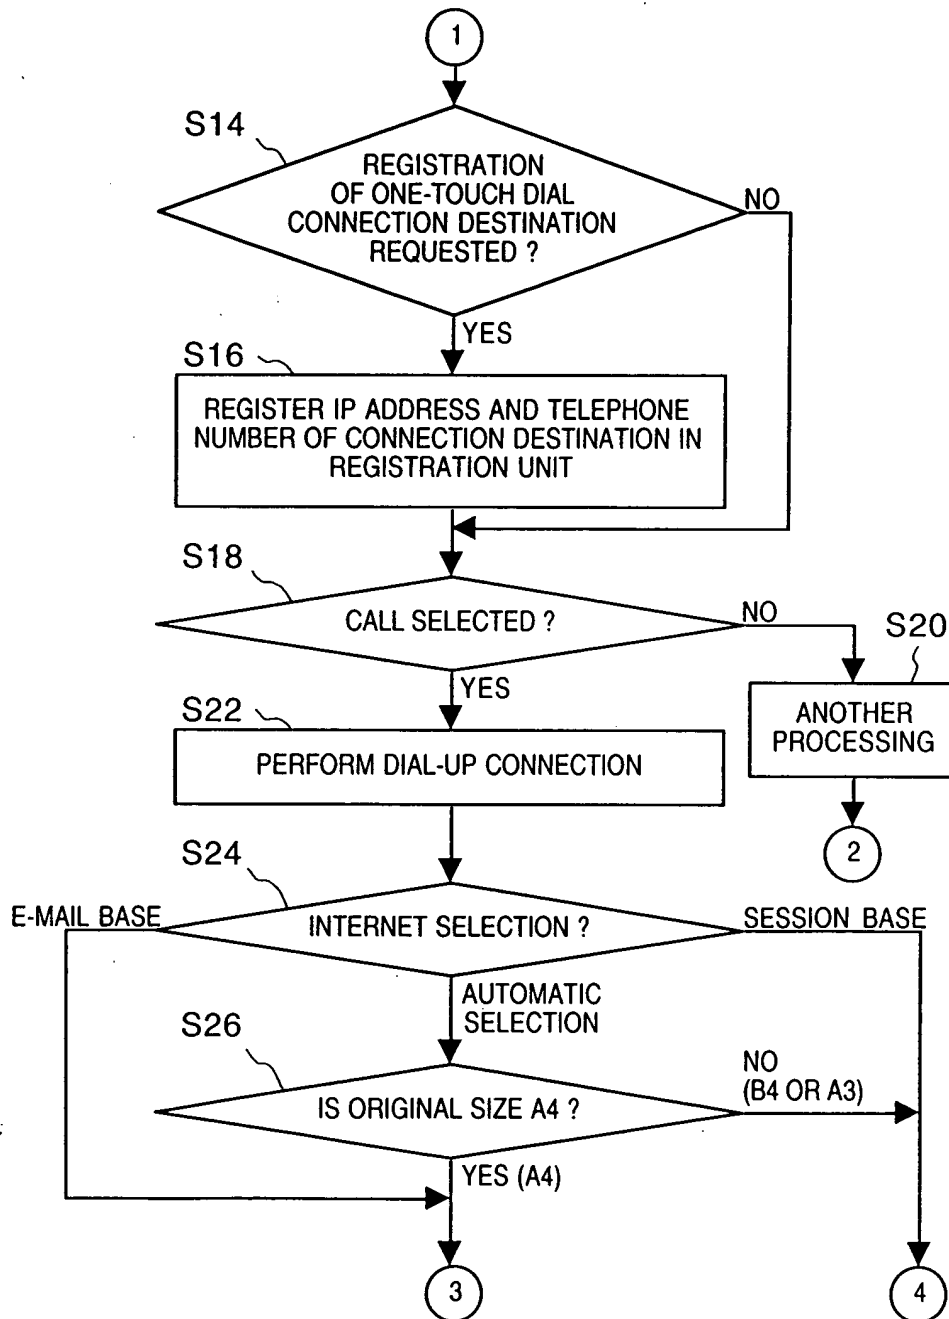 1
S14
REGISTRATION
OF ONE-TOUCH DIAL
CONNECTION DESTINATION
REQUESTED ?
NO
YES
S16
REGISTER IP ADDRESS AND TELEPHONE
NUMBER OF CONNECTION DESTINATION IN
REGISTRATION UNIT
S18
CALL SELECTED ?
NO
S20
YES
ANOTHER
PROCESSING
S22
PERFORM DIAL-UP CONNECTION
2
S24
E-MAIL BASE
INTERNET SELECTION ?
SESSION BASE
AUTOMATIC
SELECTION
S26
NO
(B4 OR A3)
IS ORIGINAL SIZE A4 ?
YES (A4)
3
4